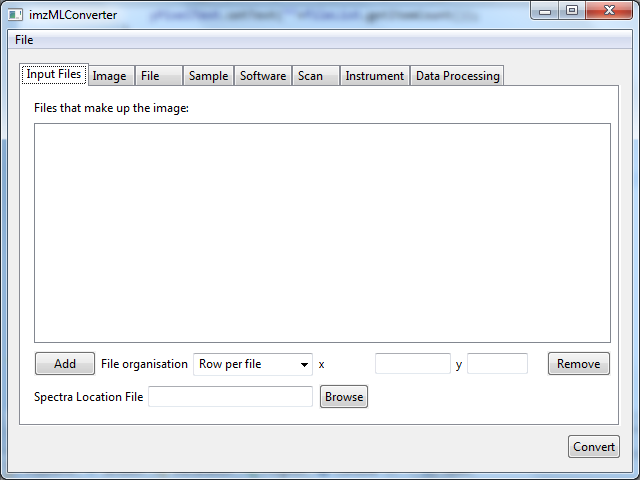 imzMLConverter
File
Input Files Image File Sample Software Scan Instrument Data Processing
Files that make up the image:
Add File organisation Row per file x y Remove
Spectra Location File Browse
Convert